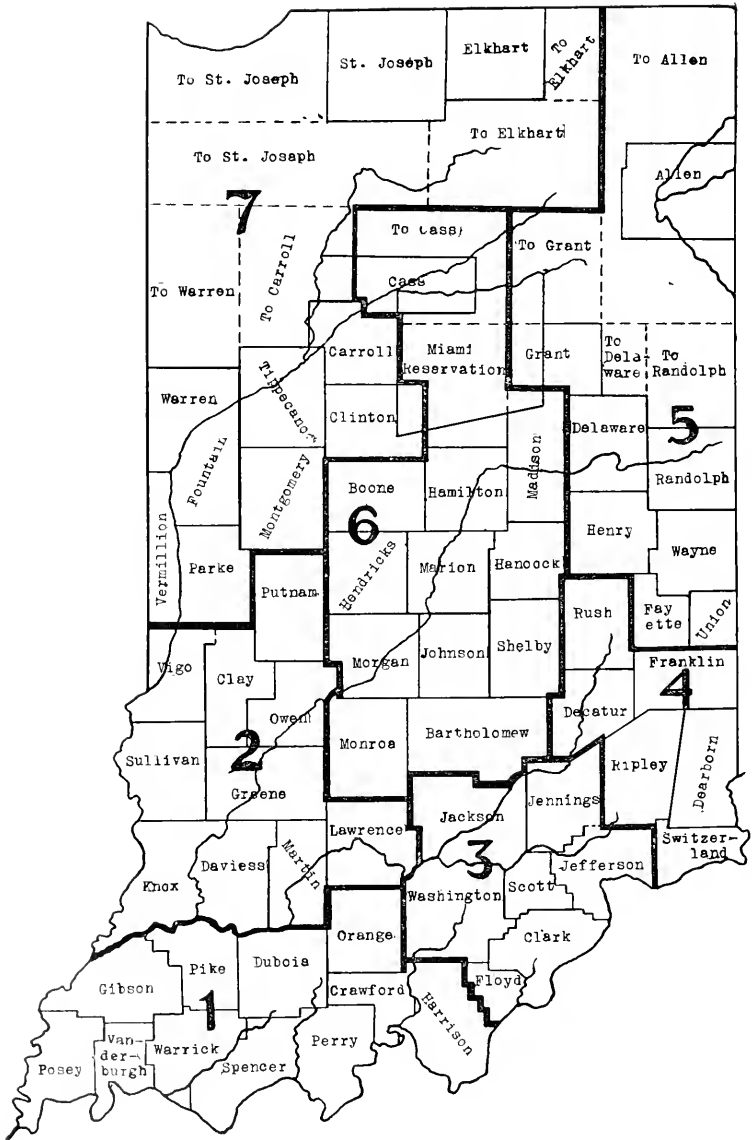 To St. Joseph
St. Joseph
Elkhart
To
Elkhart
To Allen
To St. Josaph
To Elkhart
Allen
7
To Cass
To Grant
To Warren
To Carroll
Cass
Carroll
Miami
Reservation
Grant
To
Dela-
ware
To
Randolph
Warren
Tippecanoe
Clinton
Delaware
5
Fountain
Montgomery
Boone
Hamilton
Madison
Randolph
6
Vermillion
Parke
Hendricks
Marion
Hancock
Henry
Wayne
Putnam
Rush
Fay
ette
Union
Vigo
Clay
Morgan
Johnson
Shelby
Franklin
4
Owen
Decatur
2
Sullivan
Monroa
Bartholomew
Ripley
Dearborn
Greene
Jackson
Jennings
Lawrence
Switzer-
land
Knox
Daviess
Martin
3
Washington
Scott
Jefferson
Orange
Clark
Gibson
Pike
Duboia
Crawford
Floyd
Harrison
1
Posey
Van-
der-
burgh
Warrick
Spencer
Perry